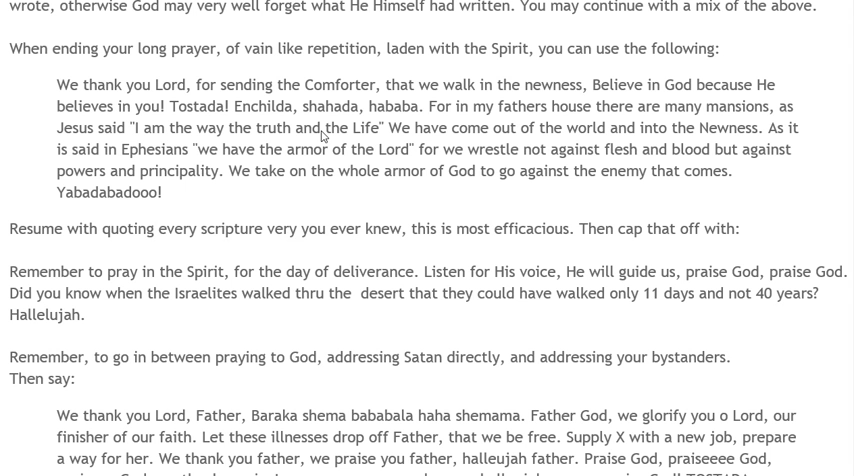 wrote, otherwise God may very well forget what He Himself had written. You may continue with a mix of the above.
When ending your long prayer, of vain like repetition, laden with the Spirit, you can use the following:
We thank you Lord, for sending the Comforter, that we walk in the newness, Believe in God because He
believes in you! Tostada! Enchilda, shahada, hababa. For in my fathers house there are many mansions, as
Jesus said "I am the way the truth and the Life" We have come out of the world and into the Newness. As it
is said in Ephesians "we have the armor of the Lord" for we wrestle not against flesh and blood but against
powers and principality. We take on the whole armor of God to go against the enemy that comes.
Yabadabadooo!
Resume with quoting every scripture very you ever knew, this is most efficacious. Then cap that off with:
Remember to pray in the Spirit, for the day of deliverance. Listen for His voice, He will guide us, praise God, praise God.
Did you know when the Israelites walked thru the desert that they could have walked only 11 days and not 40 years?
Hallelujah.
Remember, to go in between praying to God, addressing Satan directly, and addressing your bystanders.
Then say:
We thank you Lord, Father, Baraka shema bababala haha shemama. Father God, we glorify you o Lord, our
finisher of our faith. Let these illnesses drop off Father, that we be free. Supply X with a new job, prepare
a way for her. We thank you father, we praise you father, halleujah father. Praise God, praiseeee God,